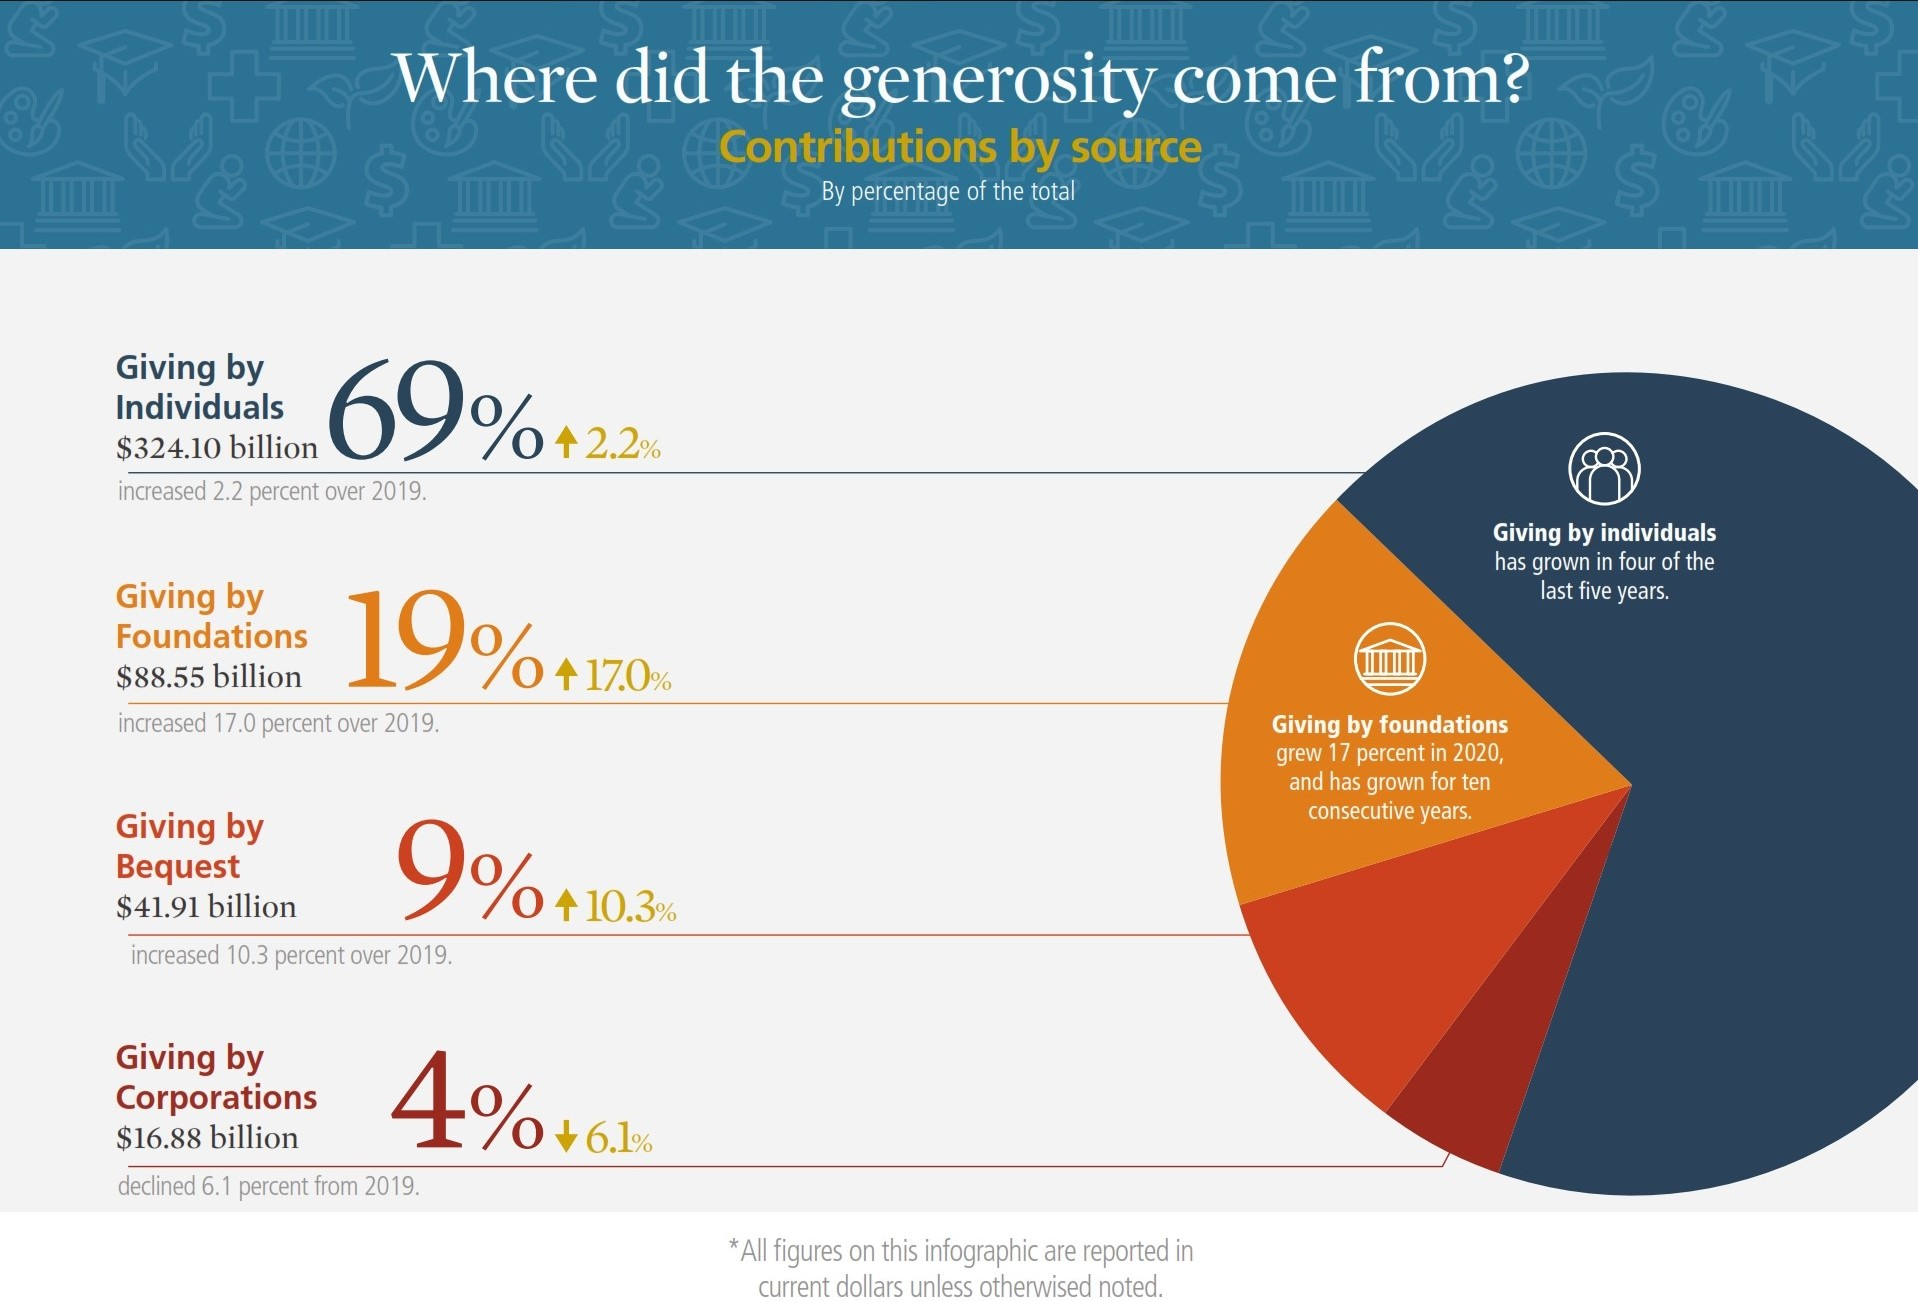 Where did the generosity come from?
Contributions by source
By percentage of the total
Giving by
Individuals
$324.10 billion
69%
2.2%
increased 2.2 percent over 2019.
Giving by
Foundations
$88.55 billion
19%
17.0%
increased 17.0 percent over 2019.
Giving by
Bequest
$41.91 billion
9%
10.3%
increased 10.3 percent over 2019.
Giving by
Corporations
$16.88 billion
4%
6.1%
declined 6.1 percent from 2019.
Giving by individuals
has grown in four of the
last five years.
Giving by foundations
grew 17 percent in 2020,
and has grown for ten
consecutive years.
*All figures on this infographic are reported in
current dollars unless otherwised noted.